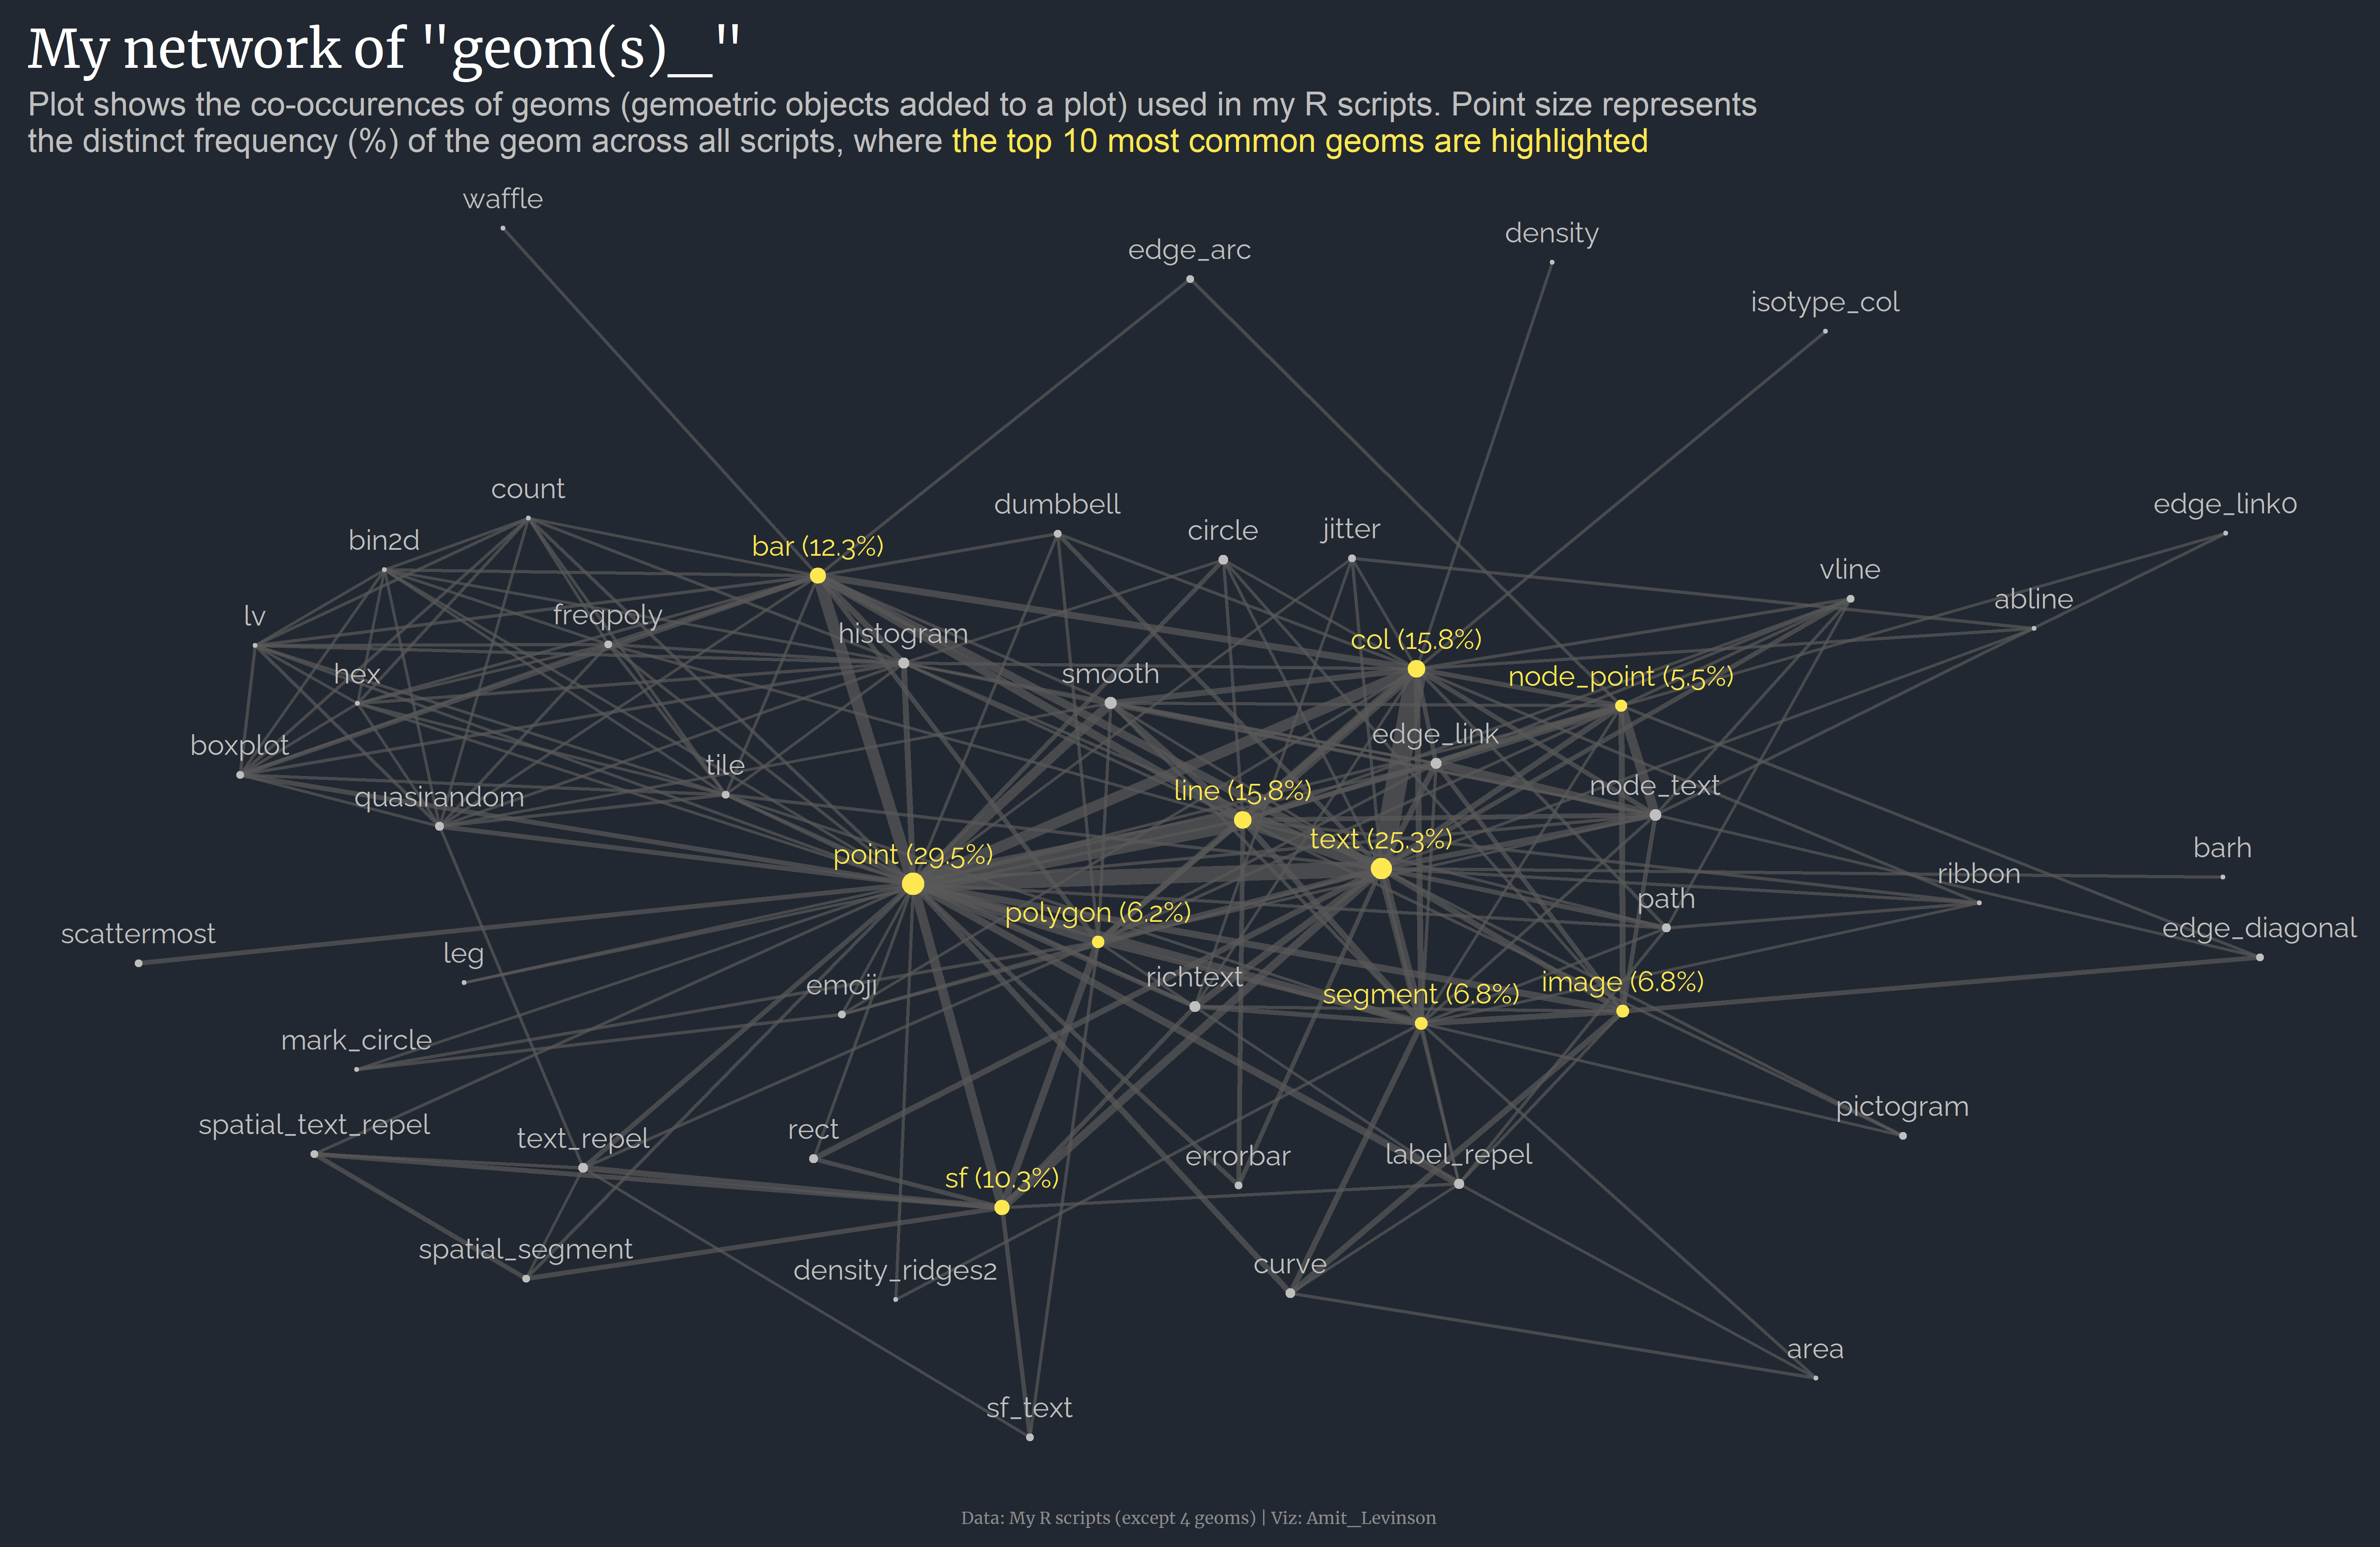 My network of "geom(s)_"
Plot shows the co-occurences of geoms (gemoetric objects added to a plot) used in my R scripts. Point size represents
the distinct frequency (%) of the geom across all scripts, where the top 10 most common geoms are highlighted
waffle
edge_arc
density
isotype_col
count
dumbbell
edge_link0
circle
jitter
bin2d
bar (12.3%)
vline
abline
lv
freqpoly
histogram
col (15.8%)
hex
smooth
node_point (5.5%)
edge_link
boxplot
tile
node_text
quasirandom
line (15.8%)
text (25.3%)
barh
point (29.5%)
ribbon
path
polygon (6.2%)
edge_diagonal
scattermost
leg
richtext
image (6.8%)
emoji
segment (6.8%)
mark_circle
pictogram
spatial_text_repel
rect
text_repel
errorbar
label_repel
sf (10.3%)
spatial_segment
curve
density_ridges2
area
sf_text
Data: My R scripts (except 4 geoms) | Viz: Amit_Levinson